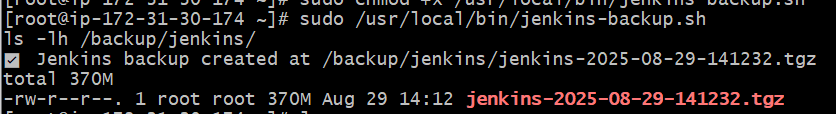 [root@ip-172-31-30-174 ~]# sudo chmod +x /usr/local/bin/jenkins-backup.sh
[root@ip-172-31-30-174 ~]# sudo /usr/local/bin/jenkins-backup.sh
ls -lh /backup/jenkins/
✅ Jenkins backup created at /backup/jenkins/jenkins-2025-08-29-141232.tgz
total 370M
-rw-r--r--. 1 root root 370M Aug 29 14:12 jenkins-2025-08-29-141232.tgz